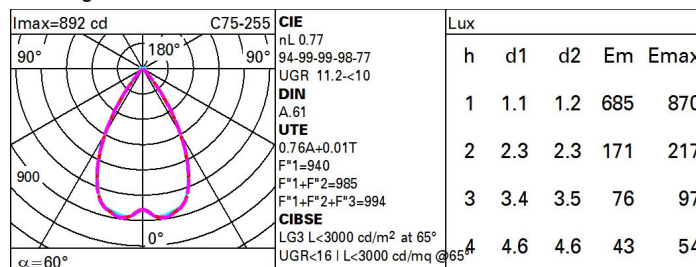 Imax=892 cd C75-255
90° 180° 90°
900
0°
α=60°
CIE
nL 0.77
94-99-99-98-77
UGR 11.2-<10
DIN
A.61
UTE
0.76A+0.01T
F"1=940
F"1+F"2=985
F"1+F"2+F"3=994
CIBSE
LG3 L<3000 cd/m² at 65°
UGR<16 | L<3000 cd/mq @65°
Lux
h d1 d2 Em Emax
1 1.1 1.2 685 870
2 2.3 2.3 171 217
3 3.4 3.5 76 97
4 4.6 4.6 43 54